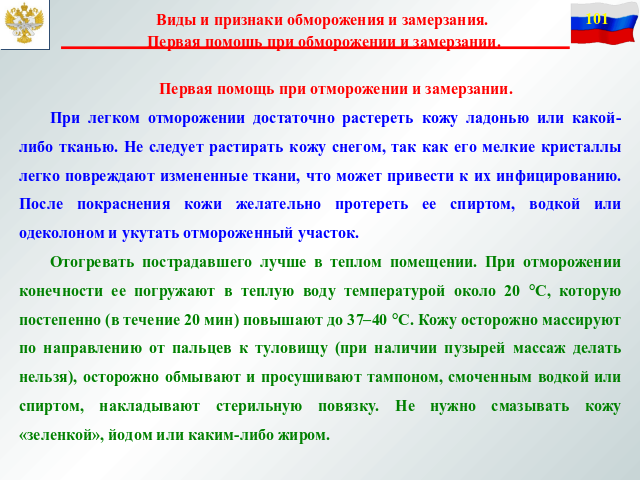 Виды и признаки обморожения и замерзания.
101
Первая помощь при обморожении и замерзании.
Первая помощь при отморожении и замерзании.
При легком отморожении достаточно растереть кожу ладонью или какой-
либо тканью. Не следует растирать кожу снегом, так как его мелкие кристаллы
легко повреждают измененные ткани, что может привести к их инфицированию.
После покраснения кожи желательно протереть ее спиртом, водкой или
одеколоном и укутать отмороженный участок.
Отогревать пострадавшего лучше в теплом помещении. При отморожении
конечности ее погружают в теплую воду температурой около 20 °С, которую
постепенно (в течение 20 мин) повышают до 37–40 °С. Кожу осторожно массируют
по направлению от пальцев к туловищу (при наличии пузырей массаж делать
нельзя), осторожно обмывают и просушивают тампоном, смоченным водкой или
спиртом, накладывают стерильную повязку. Не нужно смазывать кожу
«зеленкой», йодом или каким-либо жиром.